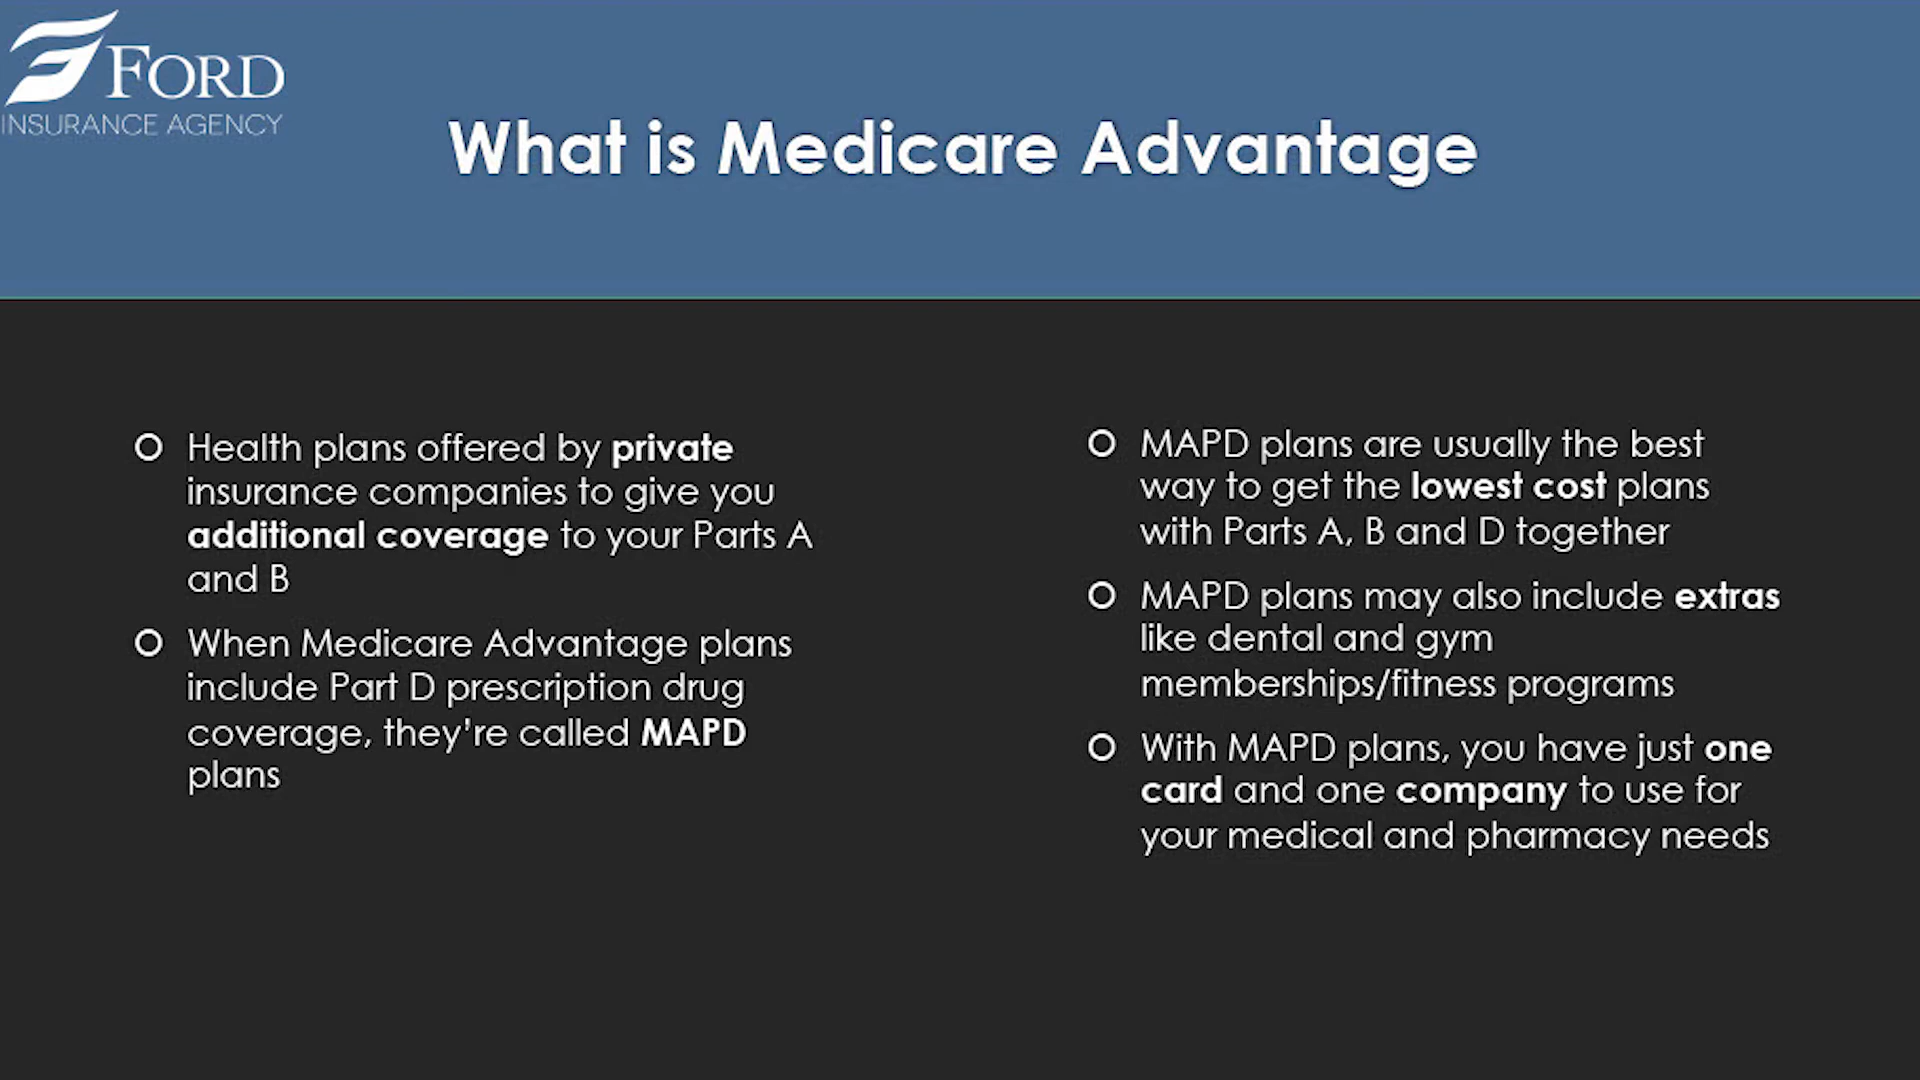 FORD
INSURANCE AGENCY
What is Medicare Advantage
O Health plans offered by private
insurance companies to give you
additional coverage to your Parts A
and B
O When Medicare Advantage plans
include Part D prescription drug
coverage, they're called MAPD
plans
O MAPD plans are usually the best
way to get the lowest cost plans
with Parts A, B and D together
O MAPD plans may also include extras
like dental and gym
memberships/fitness programs
O With MAPD plans, you have just one
card and one company to use for
your medical and pharmacy needs